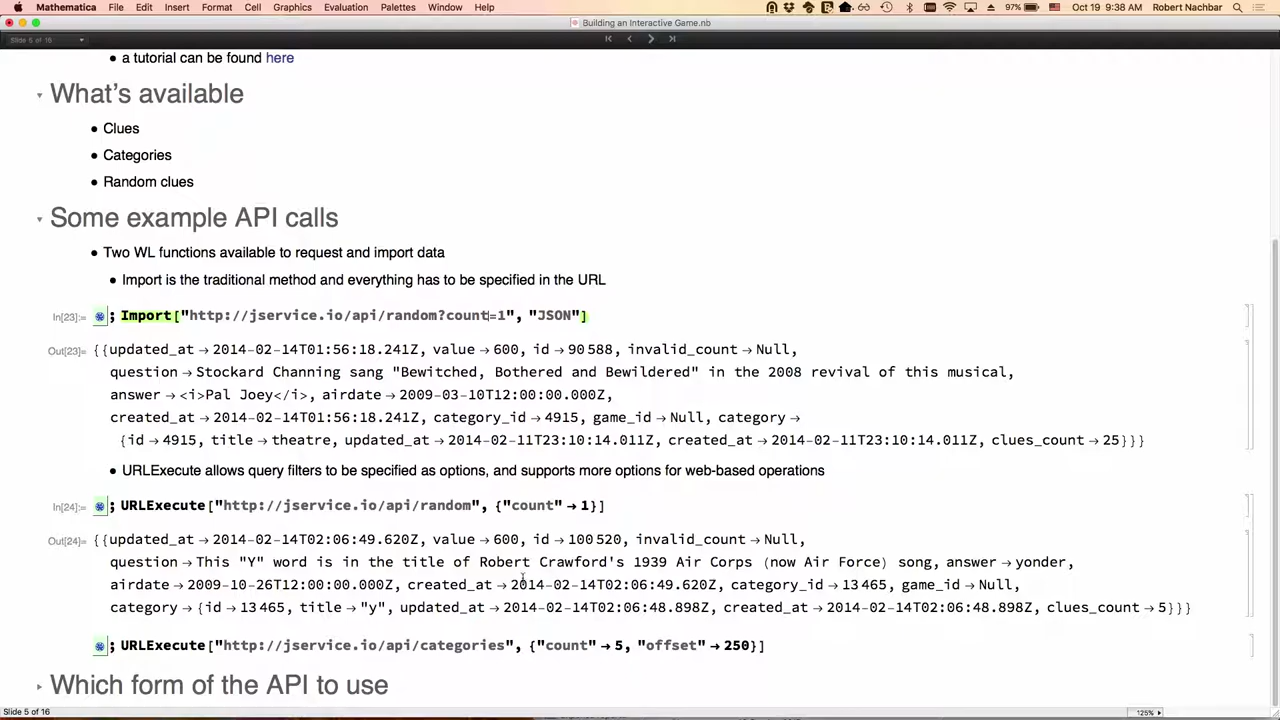 Mathematica File Edit Insert Format Cell Graphics Evaluation Palettes Window Help 97% Oct 19 9:38 AM Robert Nachbar
Building an Interactive Game.nb
Slide 5 of 16
• a tutorial can be found here
What's available
• Clues
• Categories
• Random clues
Some example API calls
• Two WL functions available to request and import data
• Import is the traditional method and everything has to be specified in the URL
In[23]:= ; Import["http://jservice.io/api/random?count=1", "JSON"]
Out[23]= {{updated_at → 2014-02-14T01:56:18.241Z, value → 600, id → 90588, invalid_count → Null,
question → Stockard Channing sang "Bewitched, Bothered and Bewildered" in the 2008 revival of this musical,
answer → <i>Pal Joey</i>, airdate → 2009-03-10T12:00:00.000Z,
created_at → 2014-02-14T01:56:18.241Z, category_id → 4915, game_id → Null, category →
{id → 4915, title → theatre, updated_at → 2014-02-11T23:10:14.011Z, created_at → 2014-02-11T23:10:14.011Z, clues_count → 25}}}
• URLExecute allows query filters to be specified as options, and supports more options for web-based operations
In[24]:= ; URLExecute["http://jservice.io/api/random", {"count" → 1}]
Out[24]= {{updated_at → 2014-02-14T02:06:49.620Z, value → 600, id → 100520, invalid_count → Null,
question → This "Y" word is in the title of Robert Crawford's 1939 Air Corps (now Air Force) song, answer → yonder,
airdate → 2009-10-26T12:00:00.000Z, created_at → 2014-02-14T02:06:49.620Z, category_id → 13465, game_id → Null,
category → {id → 13465, title → "y", updated_at → 2014-02-14T02:06:48.898Z, created_at → 2014-02-14T02:06:48.898Z, clues_count → 5}}}
; URLExecute["http://jservice.io/api/categories", {"count" → 5, "offset" → 250}]
Which form of the API to use
Slide 5 of 16 125%